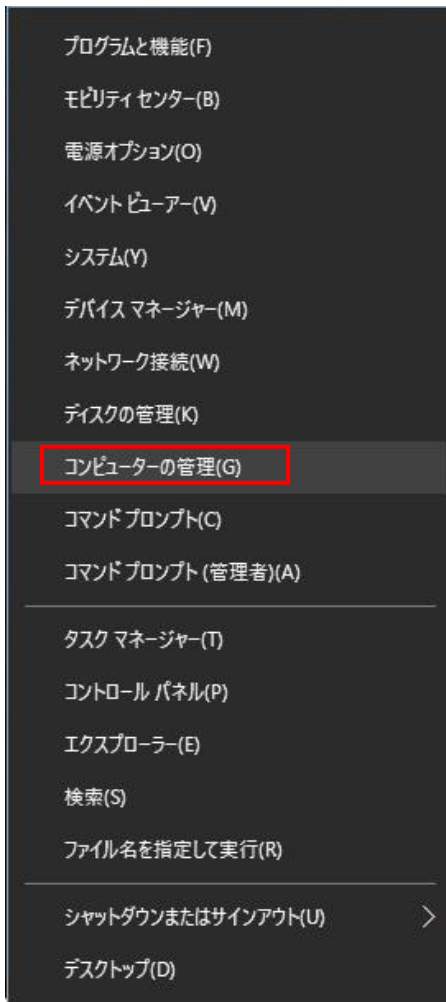 プログラムと機能(F)
モビリティ センター(B)
電源オプション(O)
イベント ビューアー(V)
システム(Y)
デバイス マネージャー(M)
ネットワーク接続(W)
ディスクの管理(K)
コンピューターの管理(G)
コマンド プロンプト(C)
コマンド プロンプト (管理者)(A)
タスク マネージャー(T)
コントロール パネル(P)
エクスプローラー(E)
検索(S)
ファイル名を指定して実行(R)
シャットダウンまたはサインアウト(U)
デスクトップ(D)